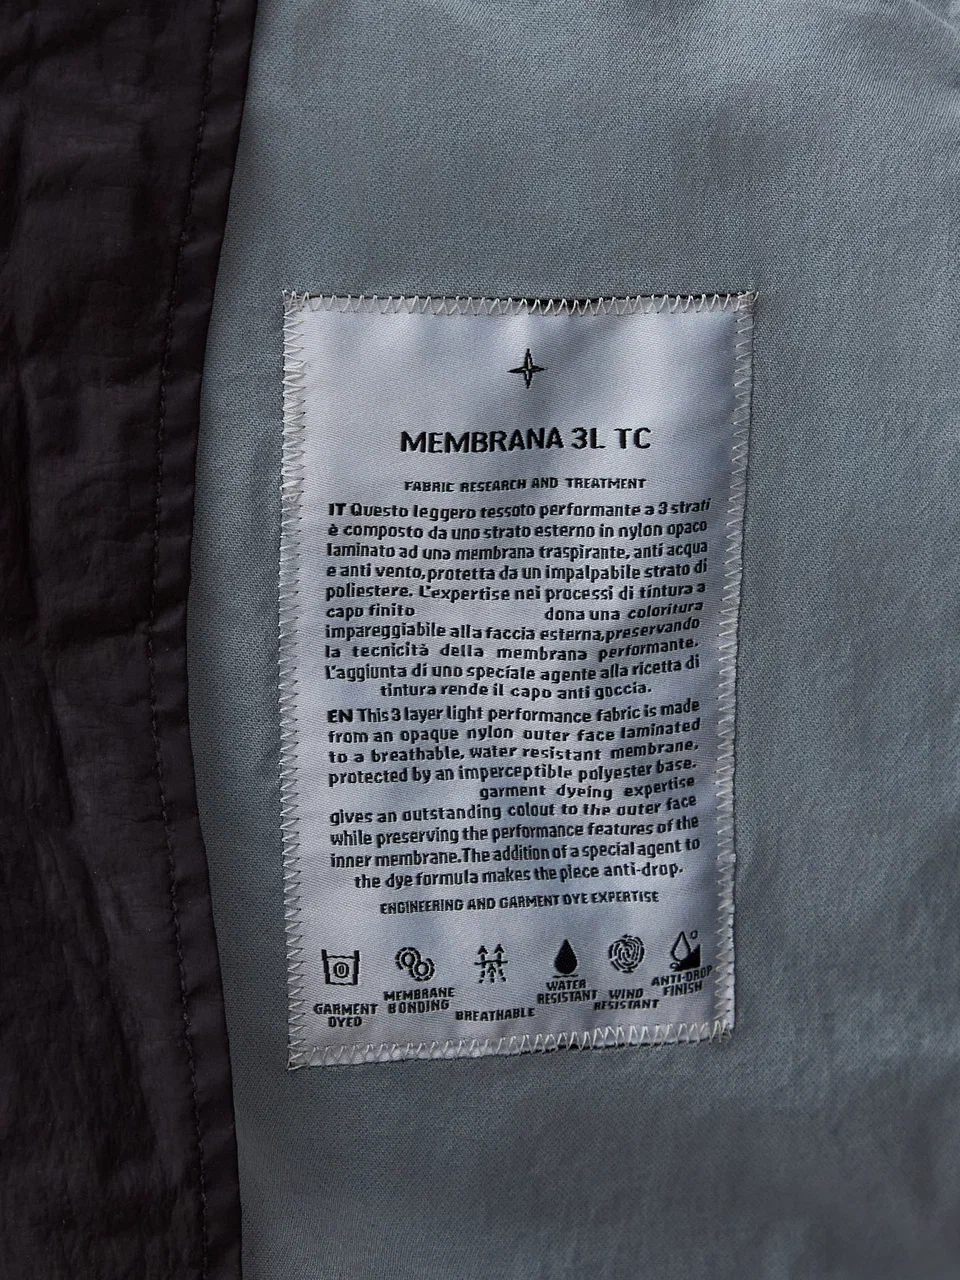 MEMBRANA 3L TC
FABRIC RESEARCH AND TREATMENT
IT Questo leggero tessuto performante a 3 strati
è composto da uno strato esterno in nylon opaco
laminato ad una membrana traspirante, anti acqua
e anti vento, protetta da un impalpabile strato di
poliestere. L'expertise nei processi di tintura a
capo finito dona una coloritura
impareggiabile alla faccia esterna, preservando
la tecnicità della membrana performante.
L'aggiunta di uno speciale agente alla ricetta di
tintura rende il capo anti goccia.
EN This 3 layer light performance fabric is made
from an opaque nylon outer face laminated
to a breathable, water resistant membrane,
protected by an imperceptible polyester base.
garment dyeing expertise
gives an outstanding colout to the outer face
while preserving the performance features of the
inner membrane. The addition of a special agent to
the dye formula makes the piece anti-drop.
ENGINEERING AND GARMENT DYE EXPERTISE
GARMENT DYED
MEMBRANE BONDING
BREATHABLE
WATER RESISTANT
WIND RESISTANT
ANTI-DROP FINISH